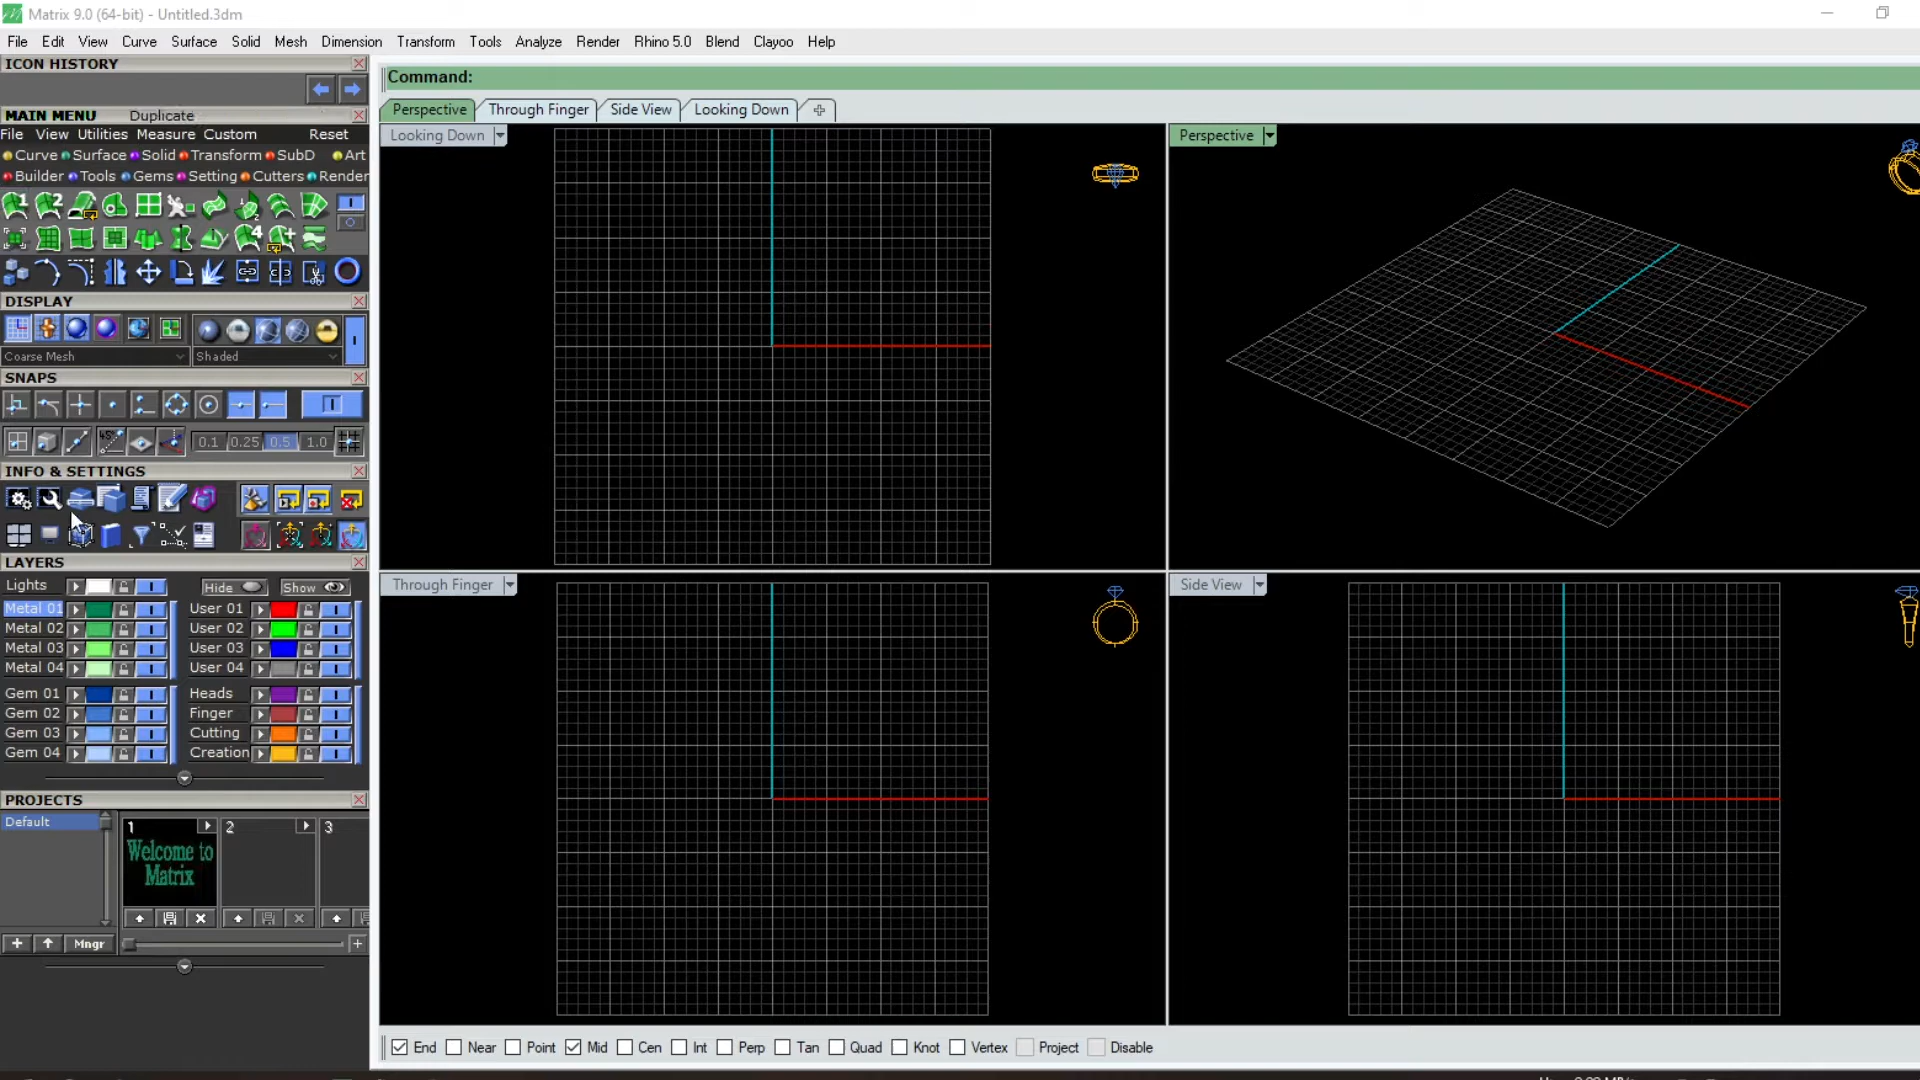 Matrix 9.0 (64-bit) - Untitled.3dm
File Edit View Curve Surface Solid Mesh Dimension Transform Tools Analyze Render Rhino 5.0 Blend Clayoo Help
ICON HISTORY
Command:
MAIN MENU Duplicate
File View Utilities Measure Custom Reset
Curve Surface Solid Transform SubD Art
Builder Tools Gems Setting Cutters Render
1 2
4
DISPLAY
Coarse Mesh Shaded
SNAPS
45°
0.1 0.25 0.5 1.0
INFO & SETTINGS
LAYERS
Lights Hide Show
Metal 01 User 01
Metal 02 User 02
Metal 03 User 03
Metal 04 User 04
Gem 01 Heads
Gem 02 Finger
Gem 03 Cutting
Gem 04 Creation
PROJECTS
Default
1 2 3
Welcome to
Matrix
Mngr
Perspective Through Finger Side View Looking Down
Looking Down
Perspective
Through Finger
Side View
End Near Point Mid Cen Int Perp Tan Quad Knot Vertex Project Disable